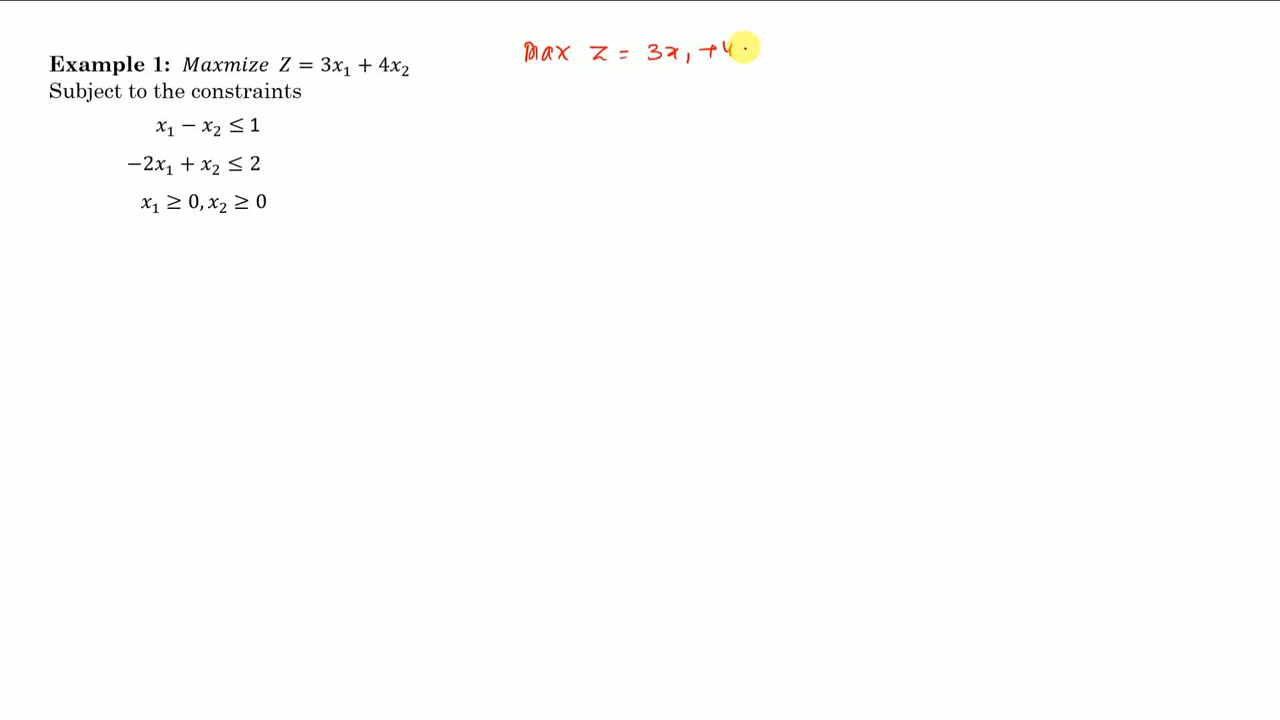 Example 1: Maxmize Z = 3x₁ + 4x₂
Subject to the constraints
x₁ − x₂ ≤ 1
−2x₁ + x₂ ≤ 2
x₁ ≥ 0, x₂ ≥ 0
Max Z = 3x₁ + 4